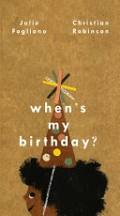 Julie Christian
Fogliano Robinson
when's
my
birthday?